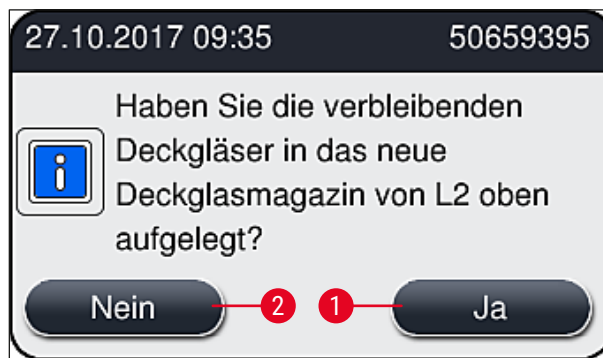 27.10.2017 09:35 50659395
Haben Sie die verbleibenden
Deckgläser in das neue
Deckglasmagazin von L2 oben
aufgelegt?
Nein 2 1 Ja